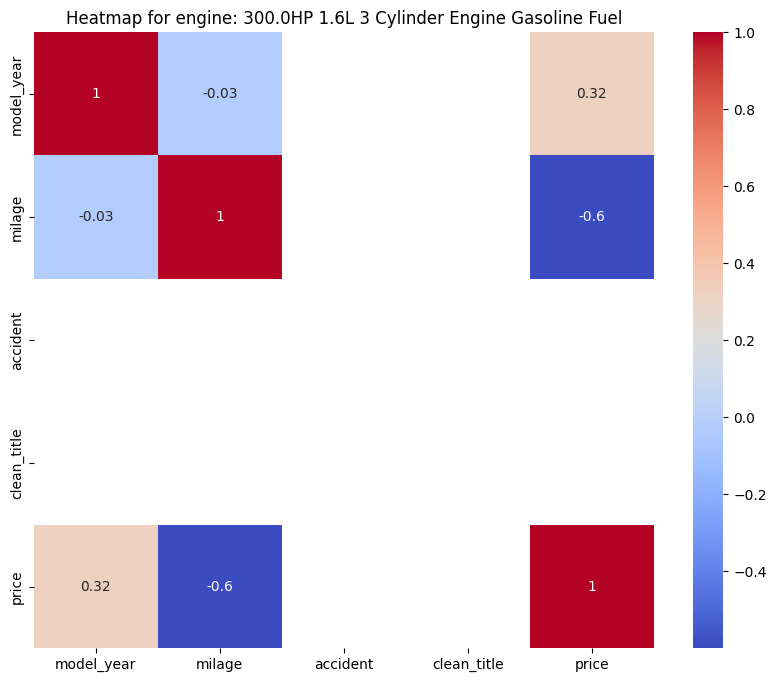 Heatmap for engine: 300.0HP 1.6L 3 Cylinder Engine Gasoline Fuel
model_year
1
-0.03
0.32
milage
-0.03
1
-0.6
accident
clean_title
price
0.32
-0.6
1
model_year
milage
accident
clean_title
price
1.0
0.8
0.6
0.4
0.2
0.0
−0.2
−0.4